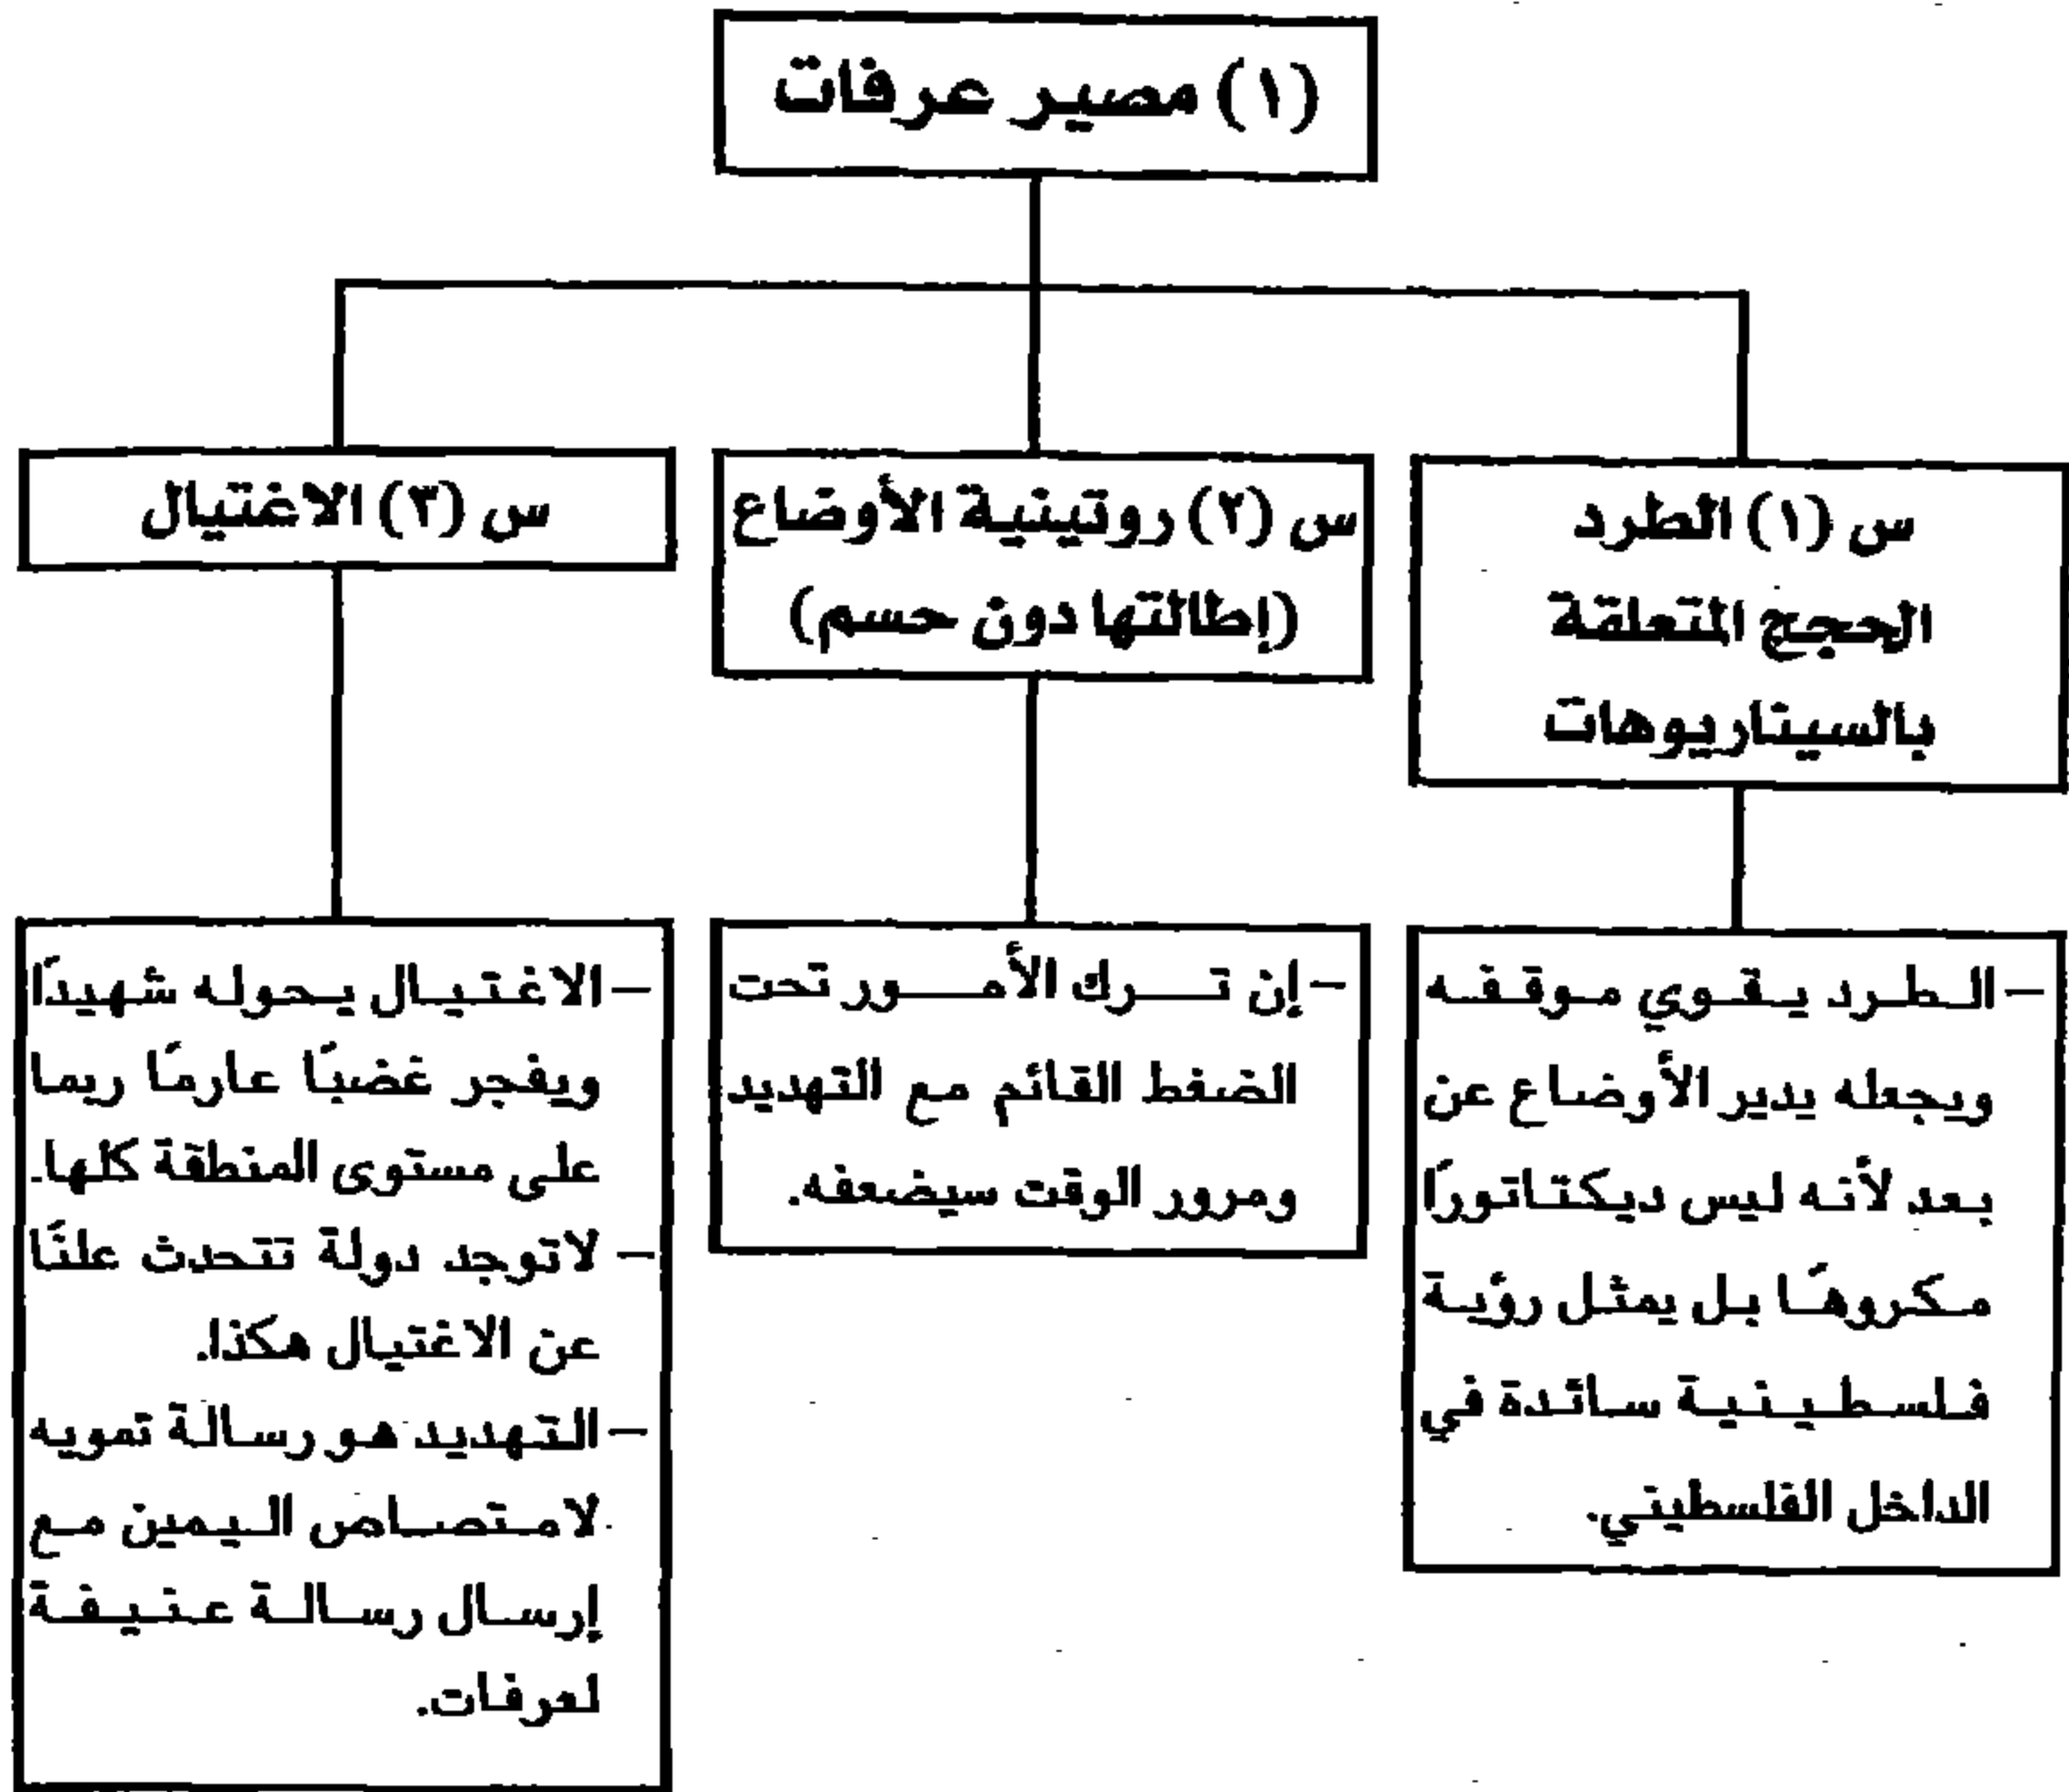 (١) مصير عرفات
س (١) الطرد
الحجج المتعلقة
بالسيناريوهات
س (٢) روتينية الأوضاع
(إطالتها دون حسم)
س (٣) الاغتيال
– الطرد يقوي موقفه
ويجعله يدير الأوضاع عن
بعد لأنه ليس ديكتاتورًا
مكروهًا بل يمثل رؤية
فلسطينية سائدة في
الداخل الفلسطيني.
– إن ترك الأمور تحت
الضغط القائم مع التهديد
ومرور الوقت سيضعفه.
– الاغتيال يحوله شهيدًا
ويفجر غضبًا عارمًا ربما
على مستوى المنطقة كلها.
– لاتوجد دولة تتحدث علنًا
عن الاغتيال هكذا.
– التهديد هو رسالة تمويه
لامتصاص اليمين مع
إرسال رسالة عنيفة
لعرفات.